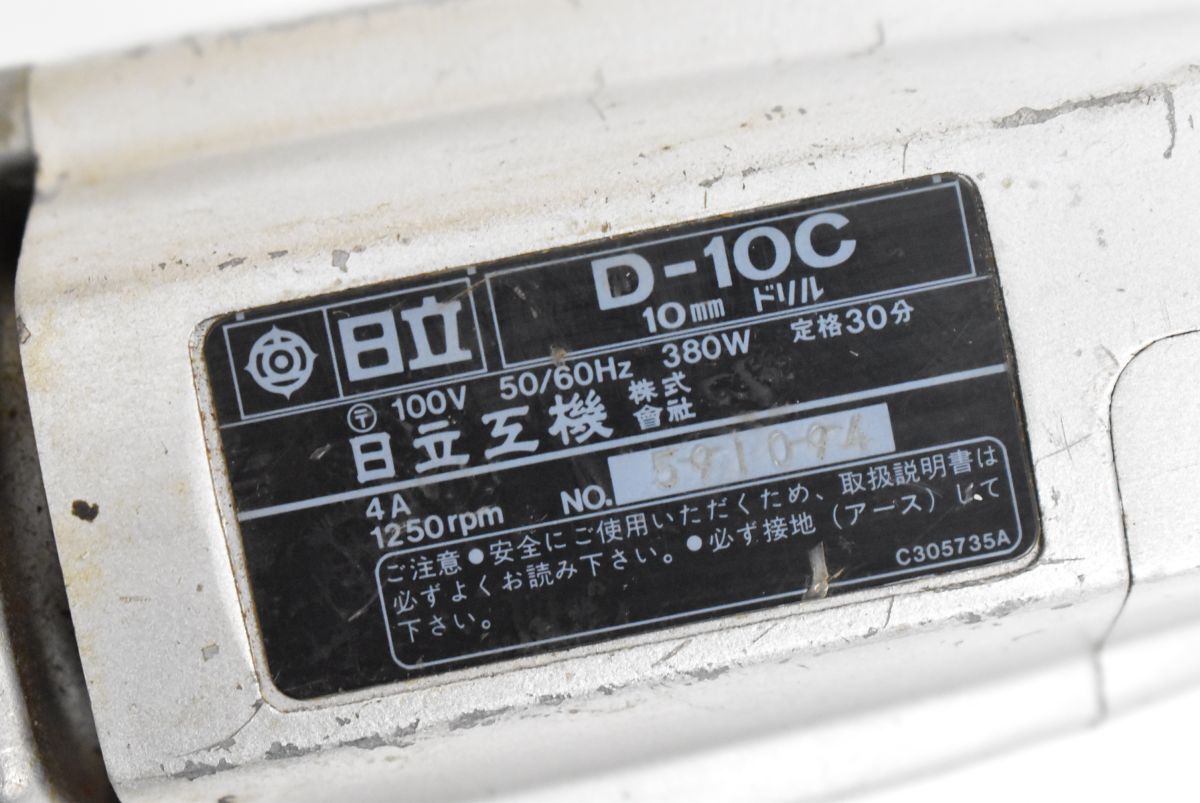 日立
D-10C
10mm ドリル
〒 100V 50/60Hz 380W 定格30分
日立工機 株式會社
4A
1250rpm NO. 591094
ご注意 ●安全にご使用いただくため、取扱説明書は
必ずよくお読み下さい。●必ず接地(アース)して
下さい。
C305735A